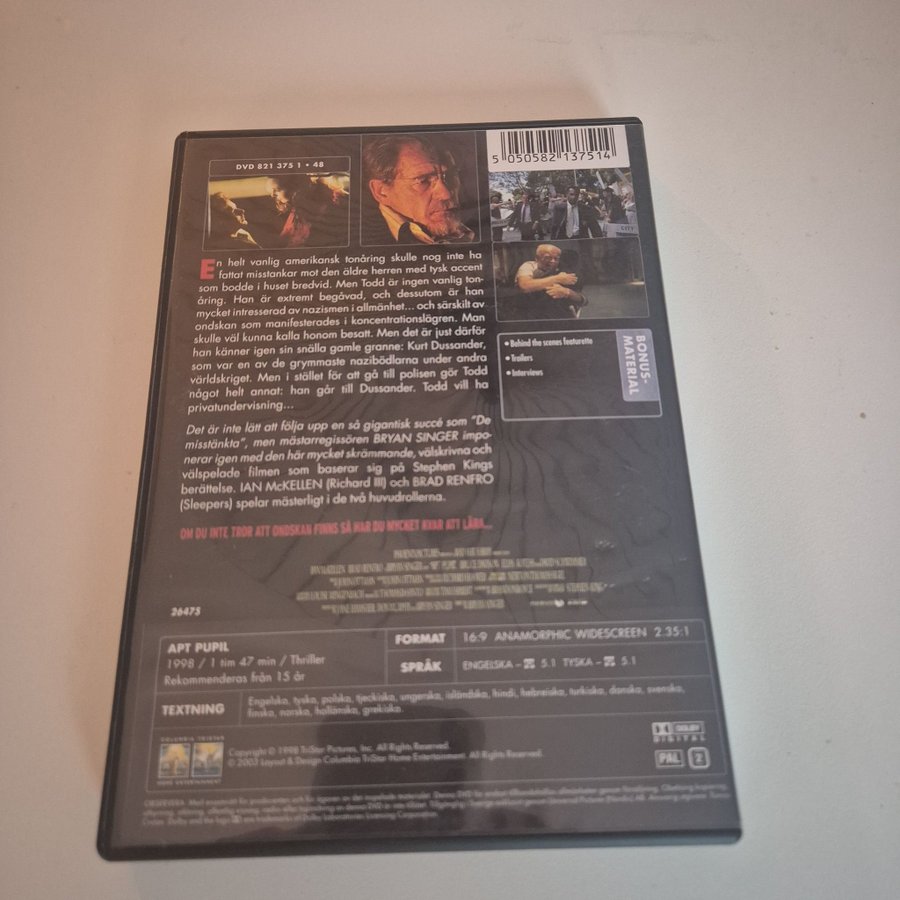 DVD 821 375 1 • 48
5 050582 137514
CITY
En helt vanlig amerikansk tonåring skulle nog inte ha
fattat misstankar mot den äldre herren med tysk accent
som bodde i huset bredvid. Men Todd är ingen vanlig ton-
åring. Han är extremt begåvad, och dessutom är han
mycket intresserad av nazismen i allmänhet... och särskilt av
ondskan som manifesterades i koncentrationslägren. Man
skulle väl kunna kalla honom besatt. Men det är just därför
han känner igen sin snälla gamle granne: Kurt Dussander,
som var en av de grymmaste nazibödlarna under andra
världskriget. Men i stället för att gå till polisen gör Todd
något helt annat: han går till Dussander. Todd vill ha
privatundervisning...
Det är inte lätt att följa upp en så gigantisk succé som "De
misstänkta", men mästarregissören BRYAN SINGER impo-
nerar igen med den här mycket skrämmande, välskrivna och
välspelade filmen som baserar sig på Stephen Kings
berättelse. IAN McKELLEN (Richard III) och BRAD RENFRO
(Sleepers) spelar mästerligt i de två huvudrollerna.
OM DU INTE TROR ATT ONDSKAN FINNS SÅ HAR DU MYCKET KVAR ATT LÄRA...
BONUS-
MATERIAL
• Behind the scenes featurette
• Trailers
• Interviews
26475
APT PUPIL
1998 / 1 tim 47 min / Thriller
Rekommenderas från 15 år
FORMAT
16:9 ANAMORPHIC WIDESCREEN 2.35:1
SPRÅK
ENGELSKA - 5.1 TYSKA - 5.1
TEXTNING
Engelska, tyska, polska, tjeckiska, ungerska, isländska, hindi, hebreiska, turkiska, danska, svenska,
finska, norska, holländska, grekiska.
COLUMBIA TRISTAR
HOME ENTERTAINMENT
Copyright © 1998 TriStar Pictures, Inc. All Rights Reserved.
© 2003 Layout & Design Columbia TriStar Home Entertainment. All Rights Reserved.
DOLBY
DIGITAL
PAL
2